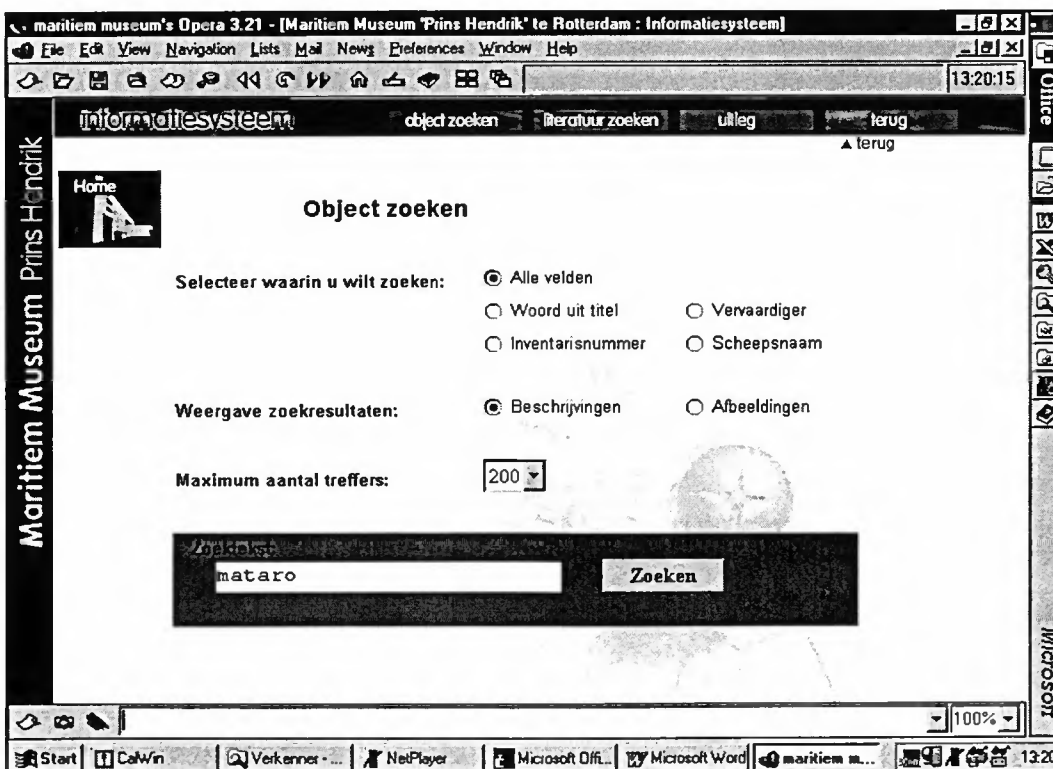 maritiem museum's Opera 3.21 - [Maritiem Museum "Prins Hendrik" te Rotterdam : Informatiesysteem]
File Edit View Navigation Lists Mail News Preferences Window Help
13:20:15
informatiesysteem object zoeken literatuur zoeken uitleg terug
▲ terug
Maritiem Museum Prins Hendrik
Home
Object zoeken
Selecteer waarin u wilt zoeken: Alle velden
Woord uit titel Vervaardiger
Inventarisnummer Scheepsnaam
Weergave zoekresultaten: Beschrijvingen Afbeeldingen
Maximum aantal treffers: 200
Zoektekst
mataro Zoeken
100%
Start CalWin Verkenner - ... NetPlayer Microsoft Offi... Microsoft Word maritiem m... 13:20
Office
Microsoft